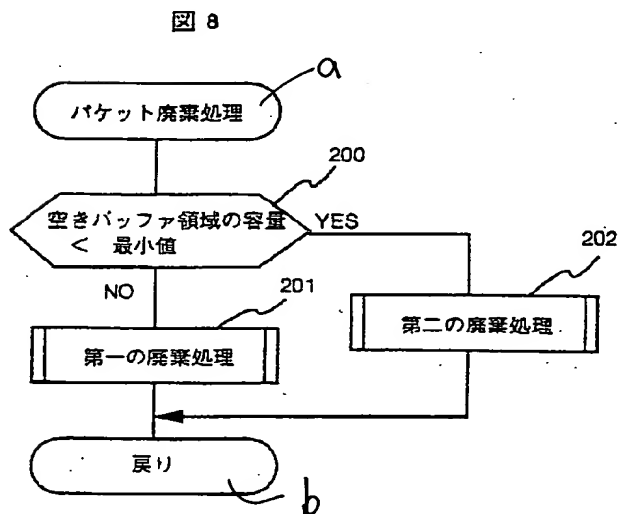 図 8
a
パケット廃棄処理
200
空きバッファ領域の容量
< 最小値
YES
NO
201
202
第一の廃棄処理
第二の廃棄処理
戻り
b